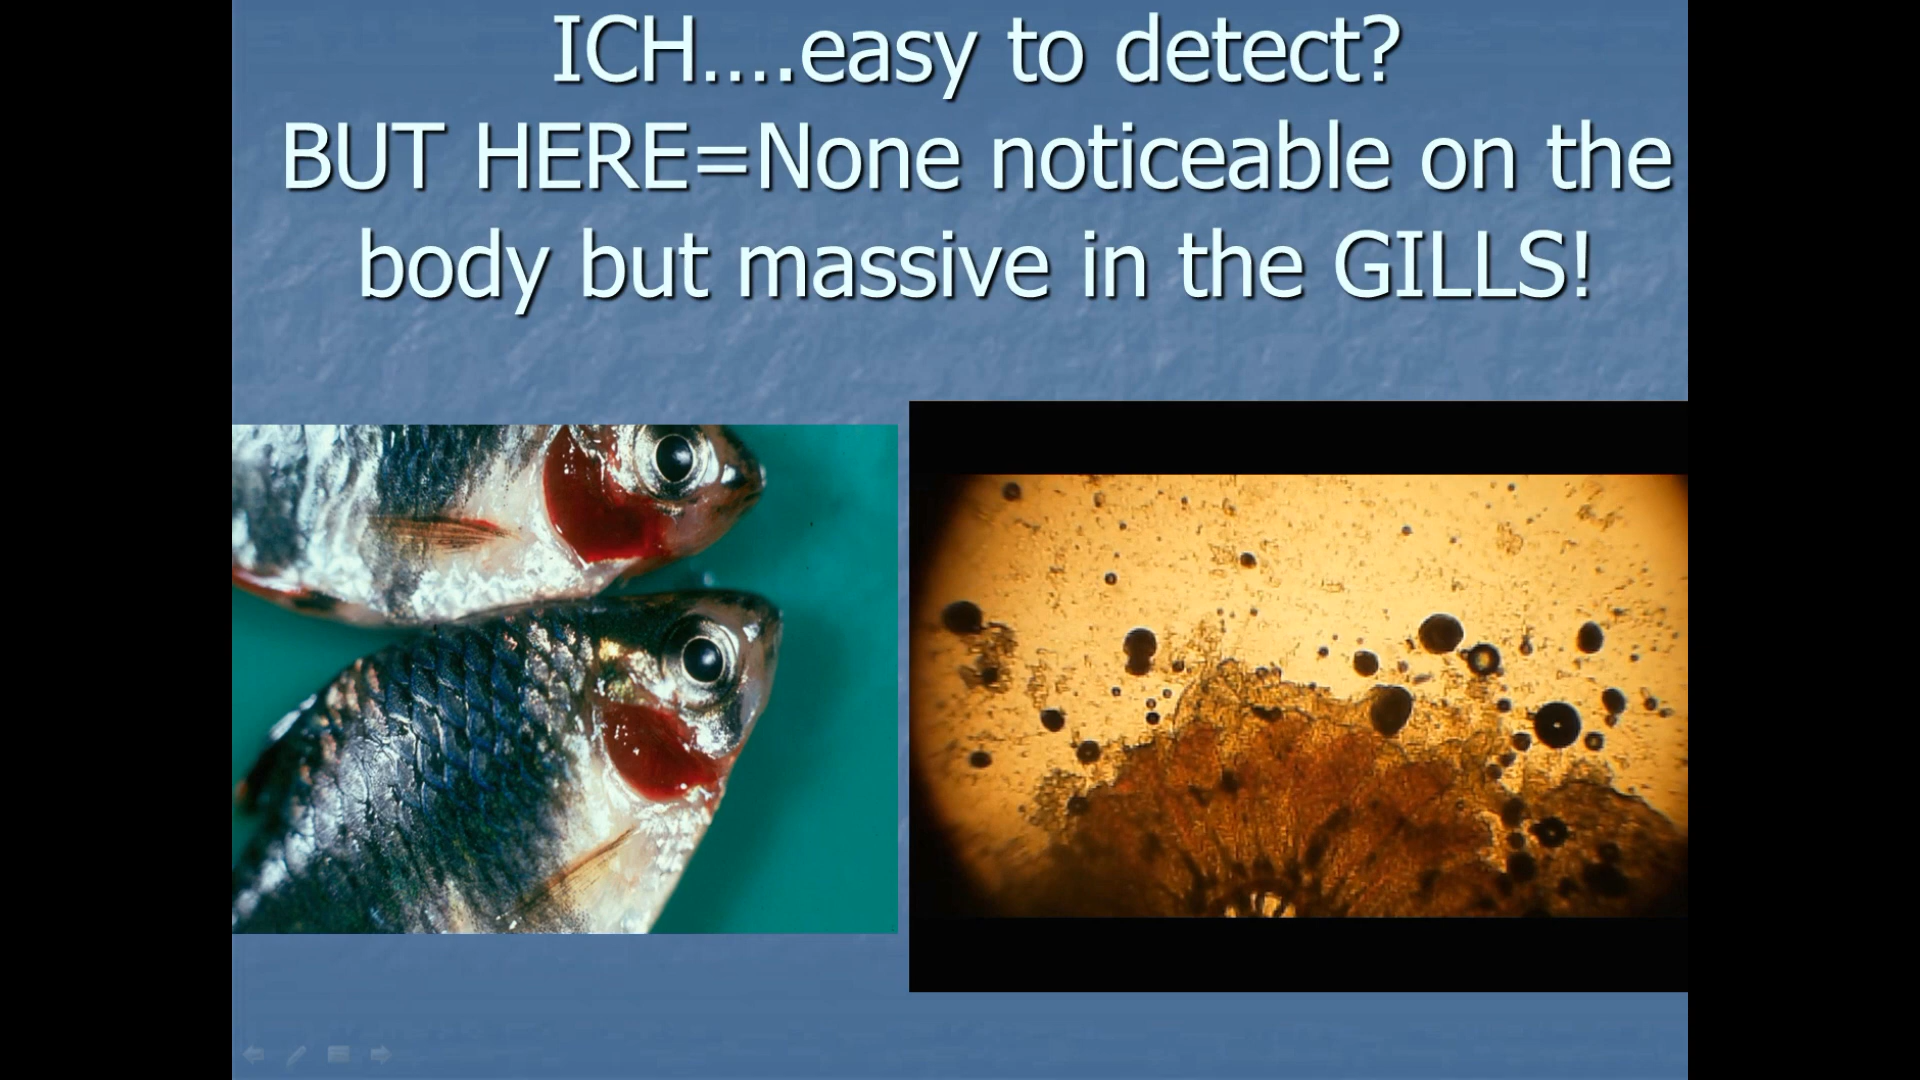 ICH....easy to detect?
BUT HERE=None noticeable on the
body but massive in the GILLS!